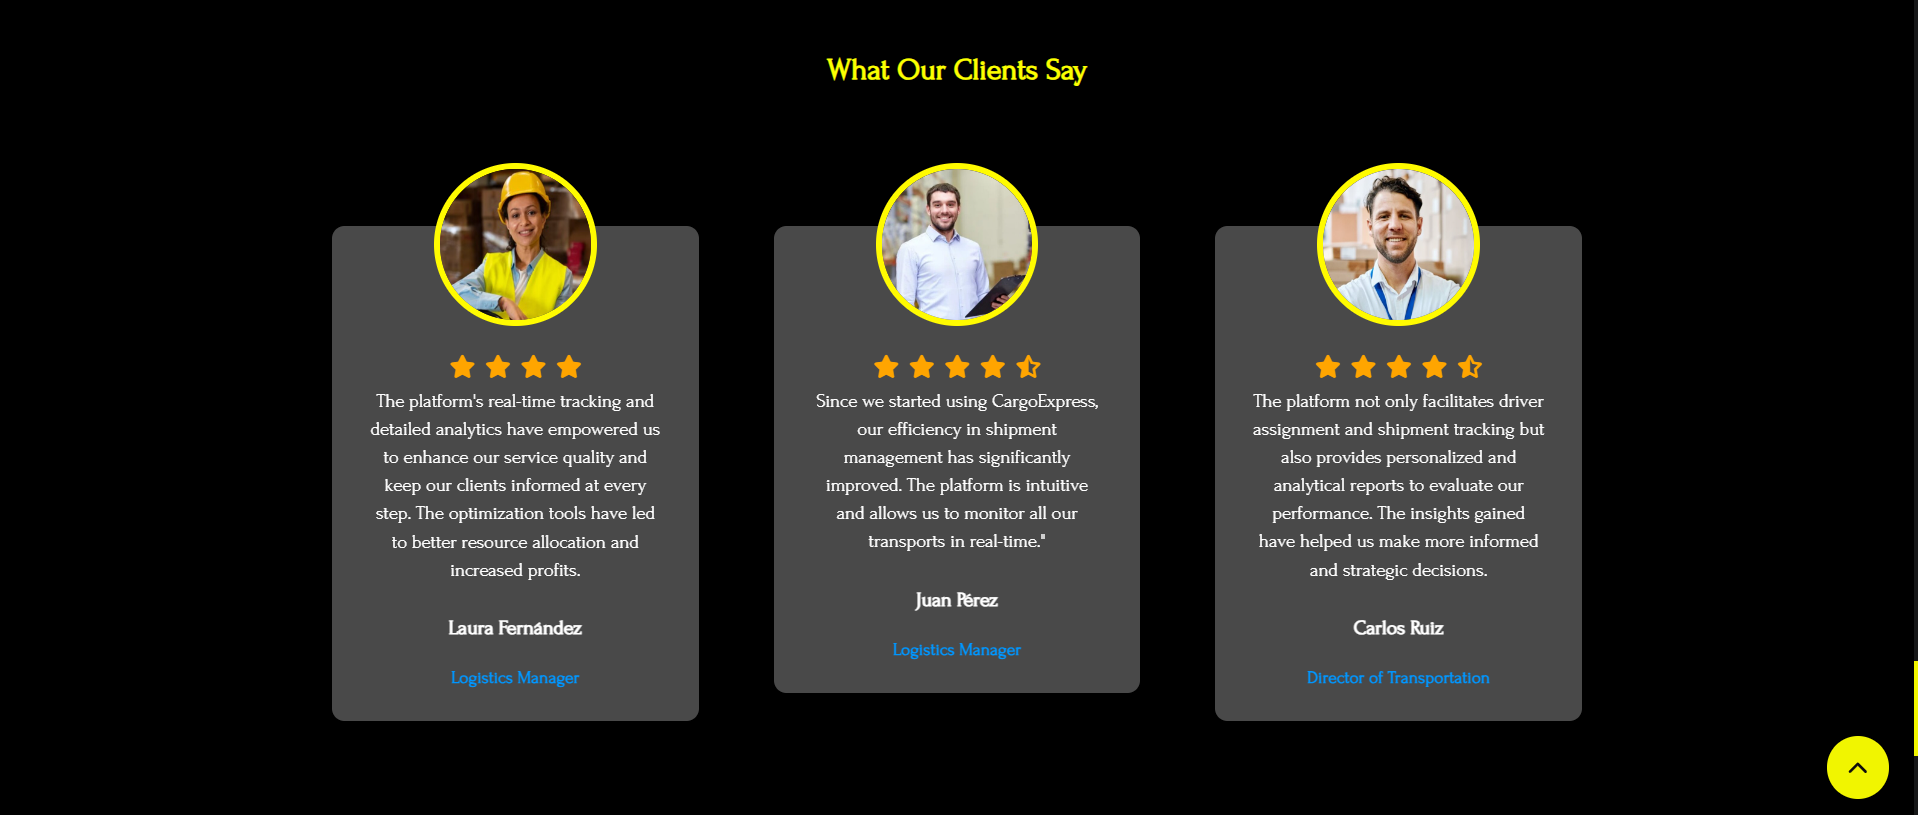 What Our Clients Say
The platform's real-time tracking and
detailed analytics have empowered us
to enhance our service quality and
keep our clients informed at every
step. The optimization tools have led
to better resource allocation and
increased profits.
Laura Fernández
Logistics Manager
Since we started using CargoExpress,
our efficiency in shipment
management has significantly
improved. The platform is intuitive
and allows us to monitor all our
transports in real-time."
Juan Pérez
Logistics Manager
The platform not only facilitates driver
assignment and shipment tracking but
also provides personalized and
analytical reports to evaluate our
performance. The insights gained
have helped us make more informed
and strategic decisions.
Carlos Ruiz
Director of Transportation